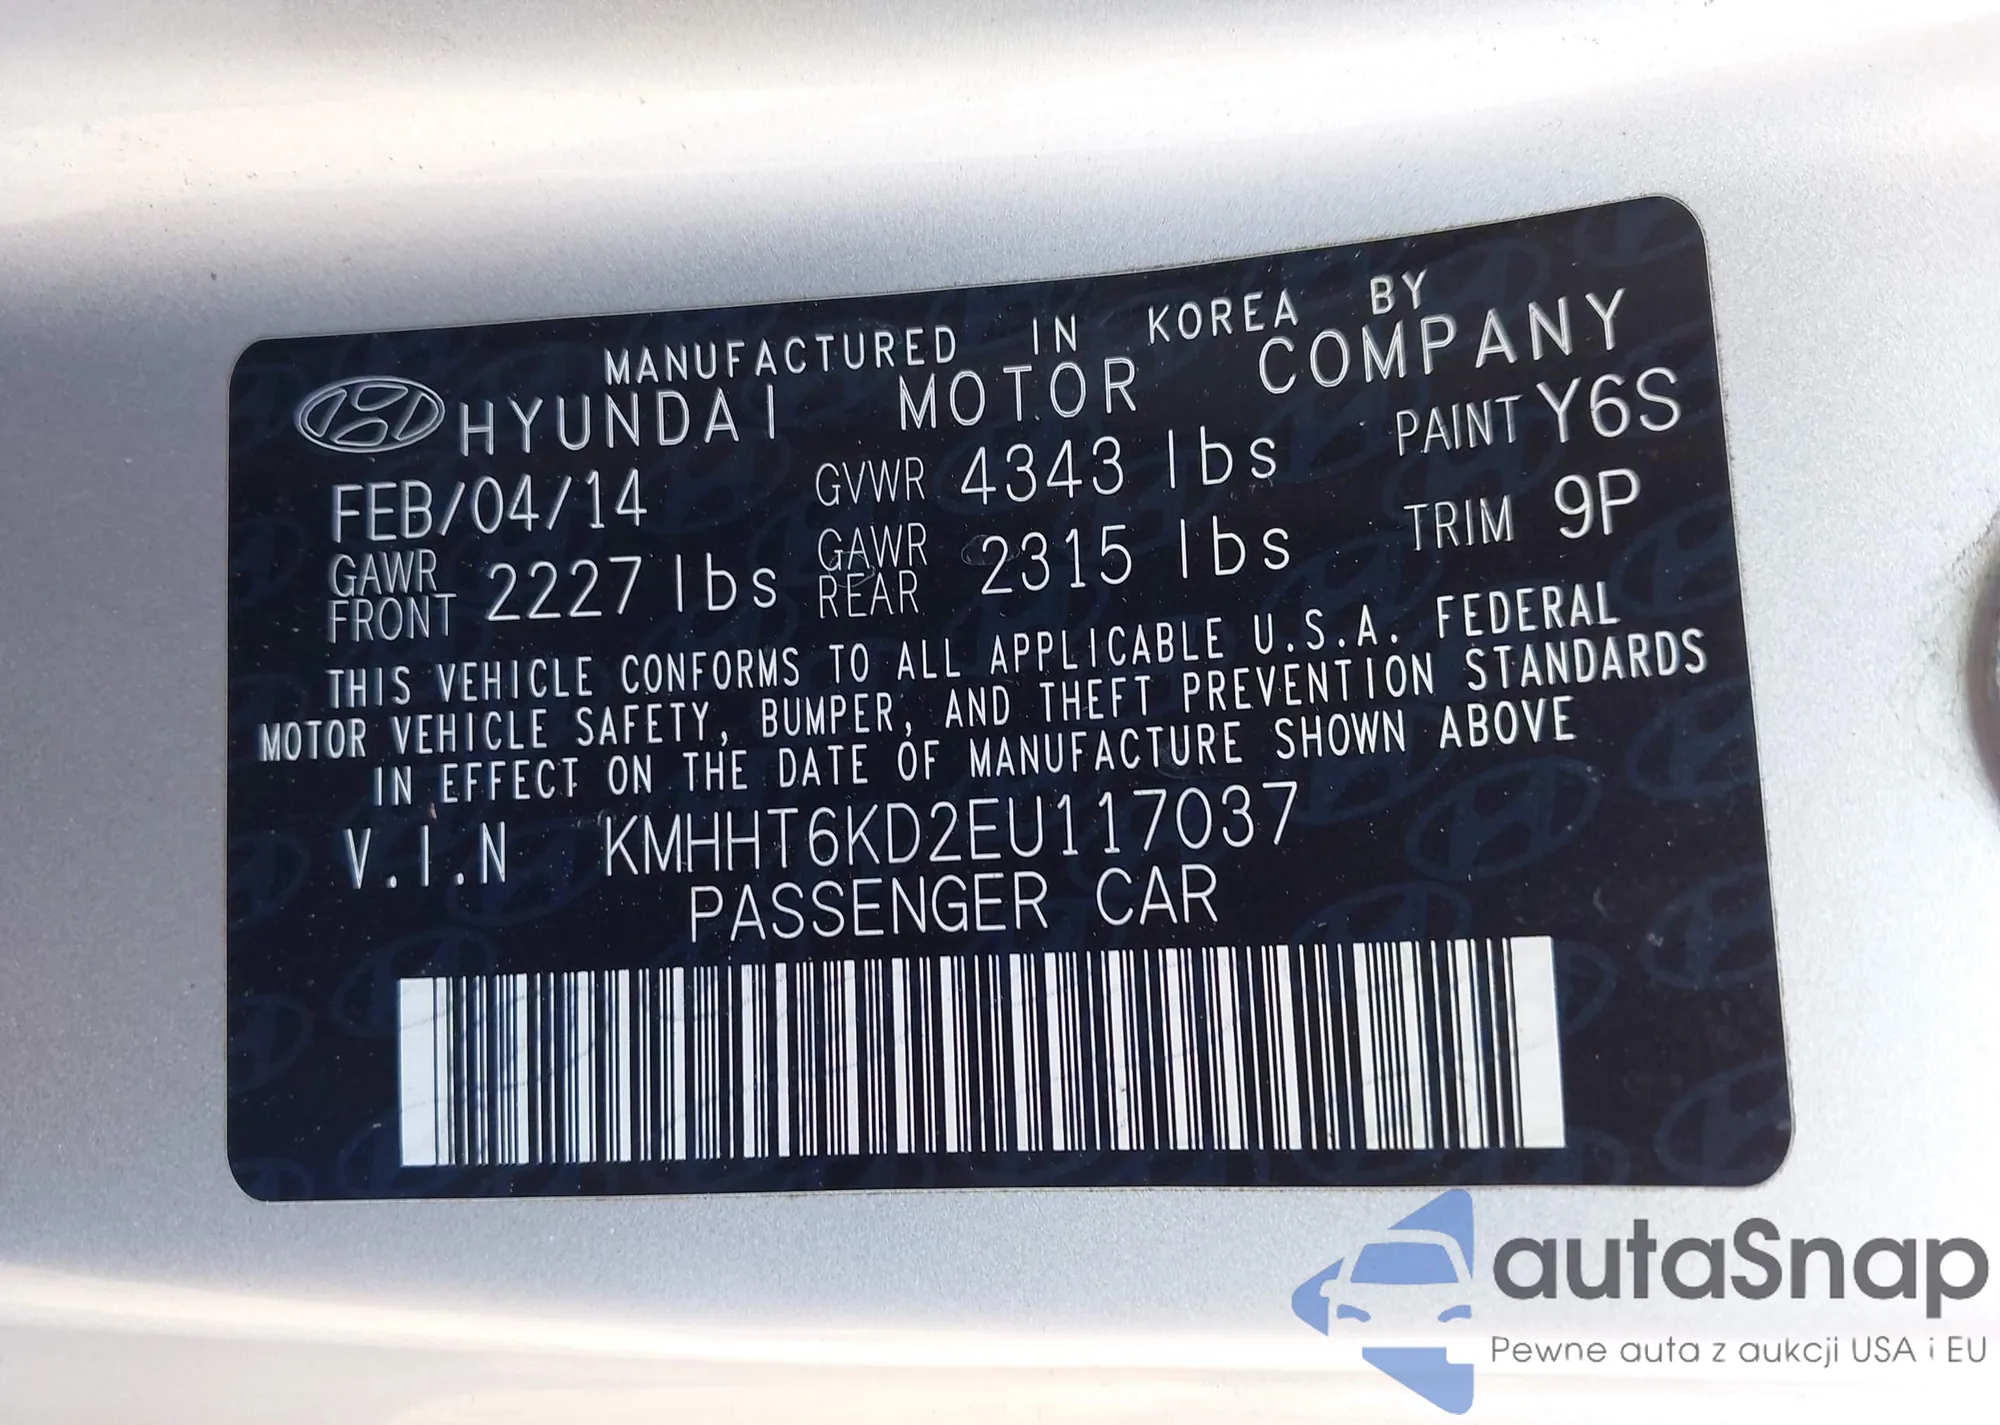 MANUFACTURED IN KOREA BY
HYUNDAI MOTOR COMPANY
FEB/04/14 GVWR 4343 lbs PAINT Y6S
GAWR FRONT 2227 lbs GAWR REAR 2315 lbs TRIM 9P
THIS VEHICLE CONFORMS TO ALL APPLICABLE U.S.A. FEDERAL
MOTOR VEHICLE SAFETY, BUMPER, AND THEFT PREVENTION STANDARDS
IN EFFECT ON THE DATE OF MANUFACTURE SHOWN ABOVE
V.I.N KMHHT6KD2EU117037
PASSENGER CAR
autaSnap
Pewne auta z aukcji USA i EU